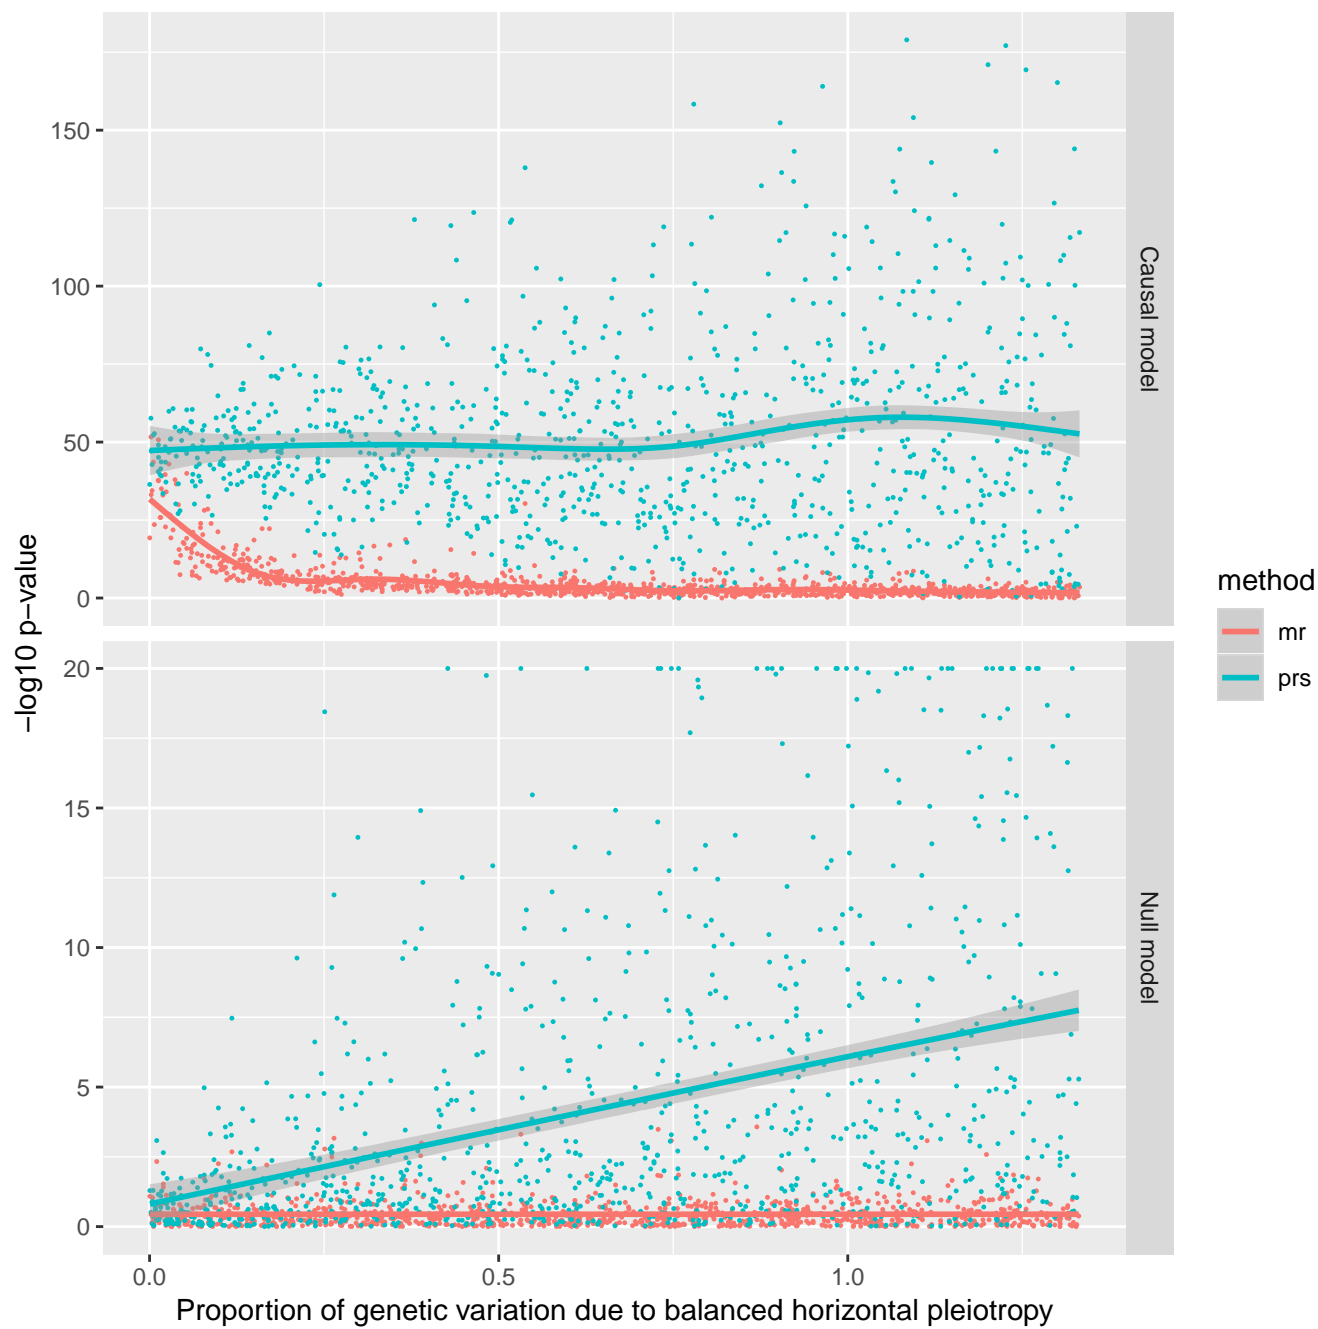 150
100
50
0
Causal model
20
15
10
5
0
Null model
−log10 p−value
0.0
0.5
1.0
Proportion of genetic variation due to balanced horizontal pleiotropy
method
mr
prs